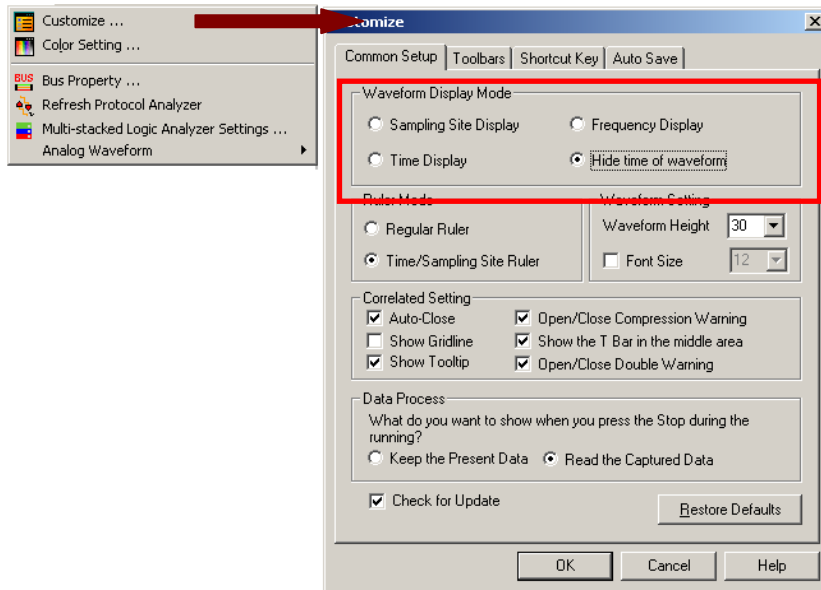 Customize ...
Color Setting ...
BUS Bus Property ...
Refresh Protocol Analyzer
Multi-stacked Logic Analyzer Settings ...
Analog Waveform
tomize
Common Setup Toolbars Shortcut Key Auto Save
Waveform Display Mode
Sampling Site Display Frequency Display
Time Display Hide time of waveform
Ruler Mode Waveform Setting
Regular Ruler Waveform Height 30
Time/Sampling Site Ruler Font Size 12
Correlated Setting
Auto-Close Open/Close Compression Warning
Show Gridline Show the T Bar in the middle area
Show Tooltip Open/Close Double Warning
Data Process
What do you want to show when you press the Stop during the
running?
Keep the Present Data Read the Captured Data
Check for Update Restore Defaults
OK Cancel Help